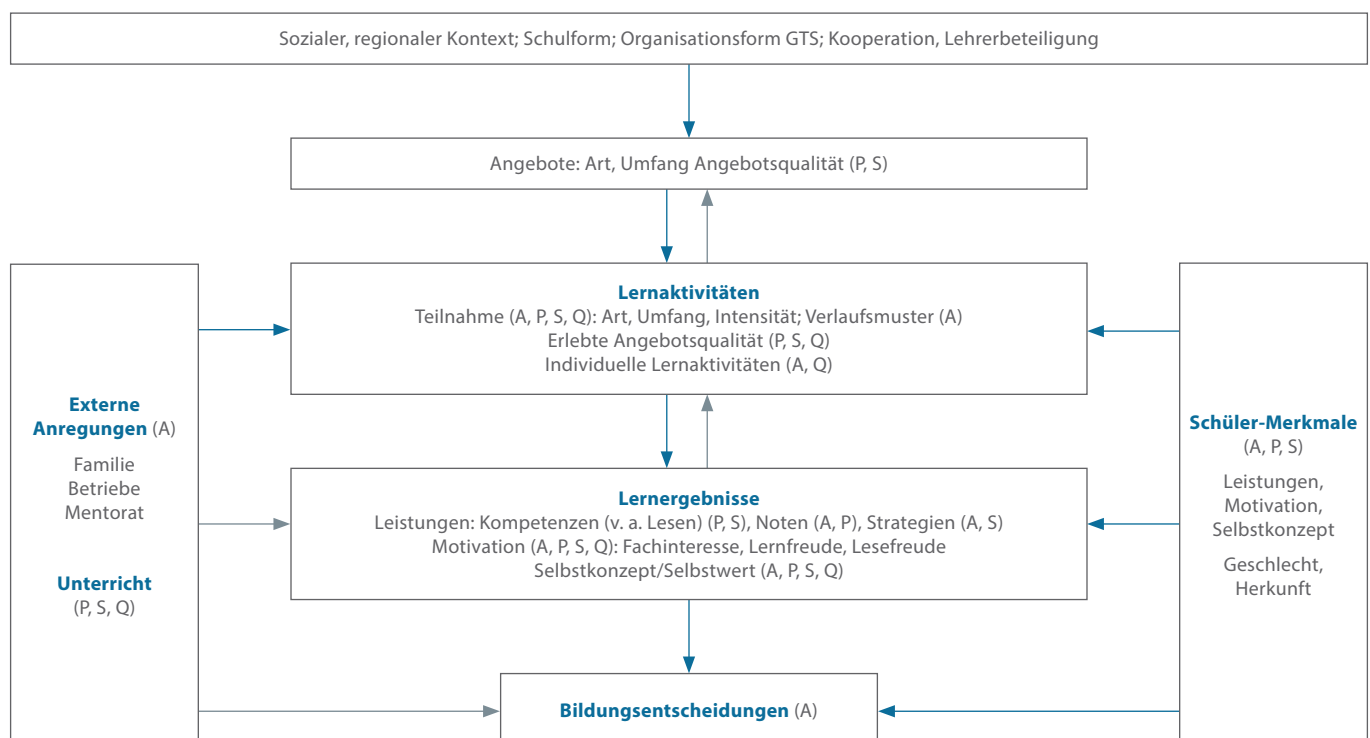 Sozialer, regionaler Kontext; Schulform; Organisationsform GTS; Kooperation, Lehrerbeteiligung
Angebote: Art, Umfang Angebotsqualität (P, S)
Lernaktivitäten
Teilnahme (A, P, S, Q): Art, Umfang, Intensität; Verlaufsmuster (A)
Erlebte Angebotsqualität (P, S, Q)
Individuelle Lernaktivitäten (A, Q)
Externe
Anregungen (A)
Familie
Betriebe
Mentorat
Unterricht
(P, S, Q)
Lernergebnisse
Leistungen: Kompetenzen (v. a. Lesen) (P, S), Noten (A, P), Strategien (A, S)
Motivation (A, P, S, Q): Fachinteresse, Lernfreude, Lesefreude
Selbstkonzept/Selbstwert (A, P, S, Q)
Schüler-Merkmale
(A, P, S)
Leistungen,
Motivation,
Selbstkonzept
Geschlecht,
Herkunft
Bildungsentscheidungen (A)